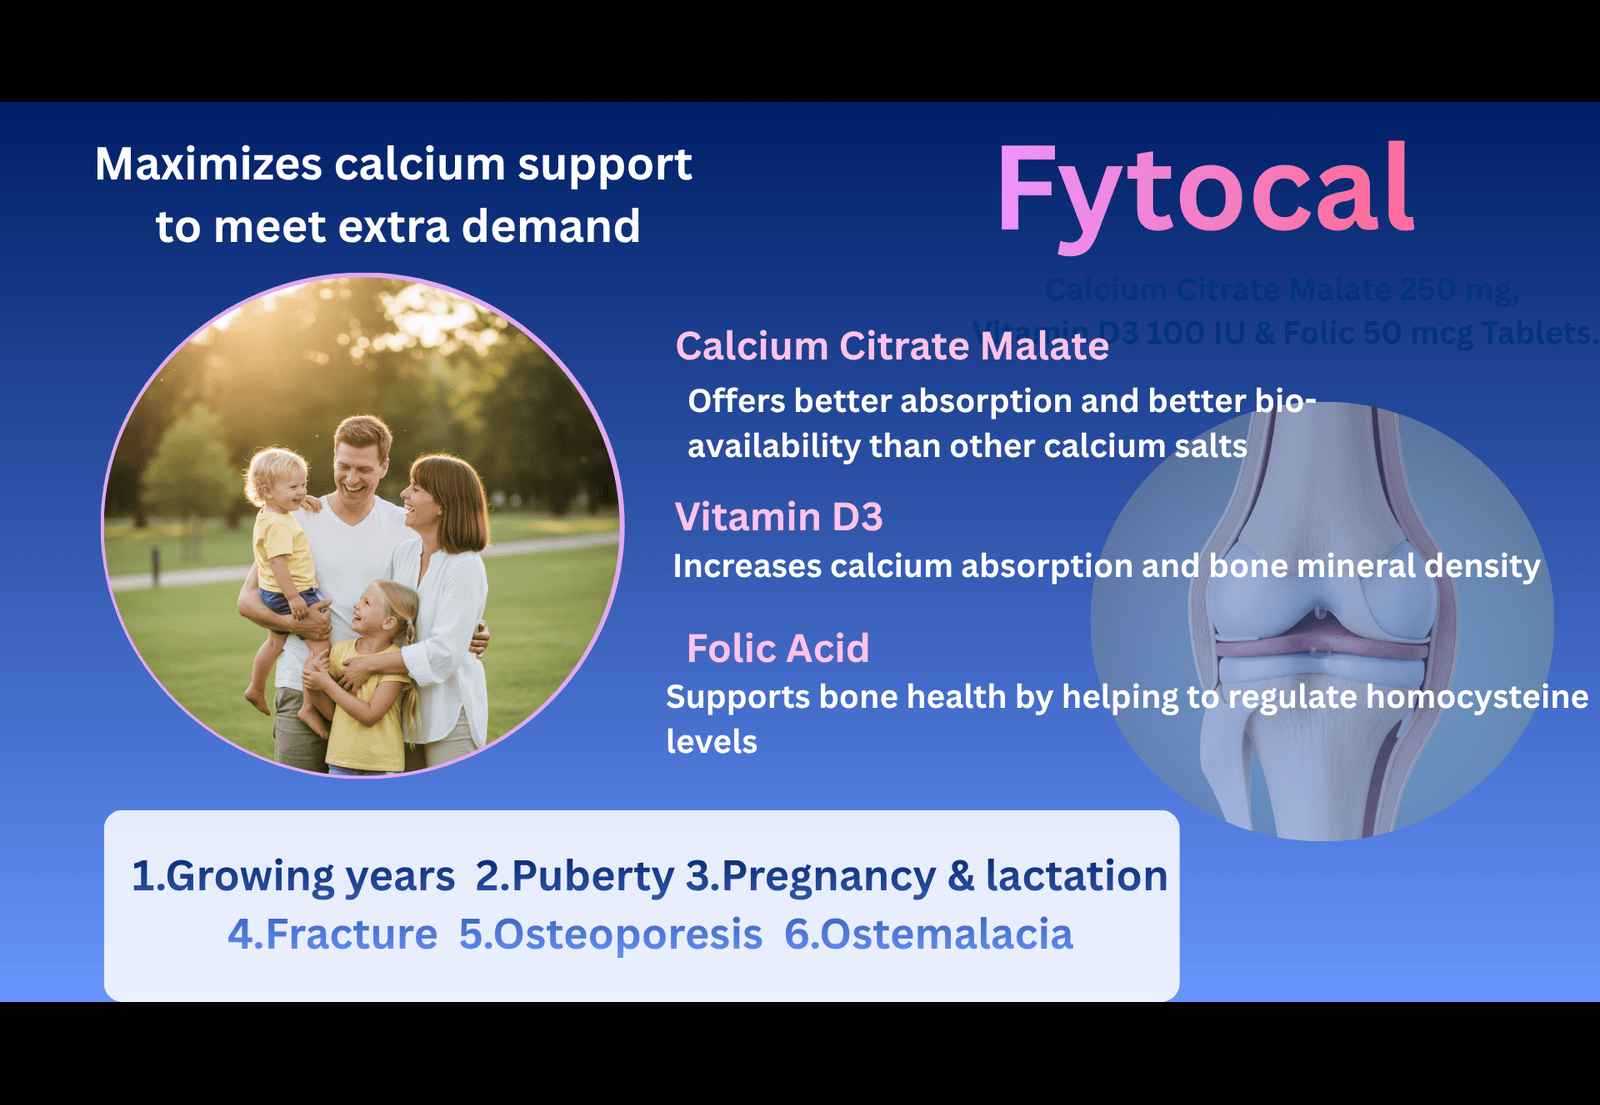 Maximizes calcium support
to meet extra demand
Fytocal
Calcium Citrate Malate 250 mg,
Vitamin D3 100 IU & Folic 50 mcg Tablets.
Calcium Citrate Malate
Offers better absorption and better bio-
availability than other calcium salts
Vitamin D3
Increases calcium absorption and bone mineral density
Folic Acid
Supports bone health by helping to regulate homocysteine
levels
1.Growing years 2.Puberty 3.Pregnancy & lactation
4.Fracture 5.Osteoporesis 6.Ostemalacia